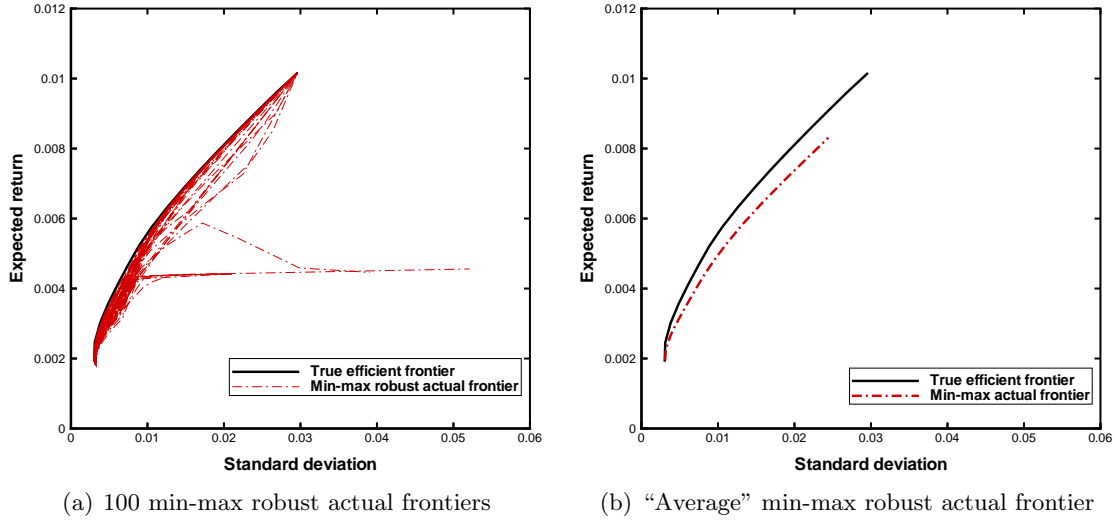 0.012
0.01
0.008
0.006
0.004
0.002
0
Expected return
0 0.01 0.02 0.03 0.04 0.05 0.06
Standard deviation
True efficient frontier
Min-max robust actual frontier
(a) 100 min-max robust actual frontiers
0.012
0.01
0.008
0.006
0.004
0.002
0
Expected return
0 0.01 0.02 0.03 0.04 0.05 0.06
Standard deviation
True efficient frontier
Min-max actual frontier
(b) “Average” min-max robust actual frontier